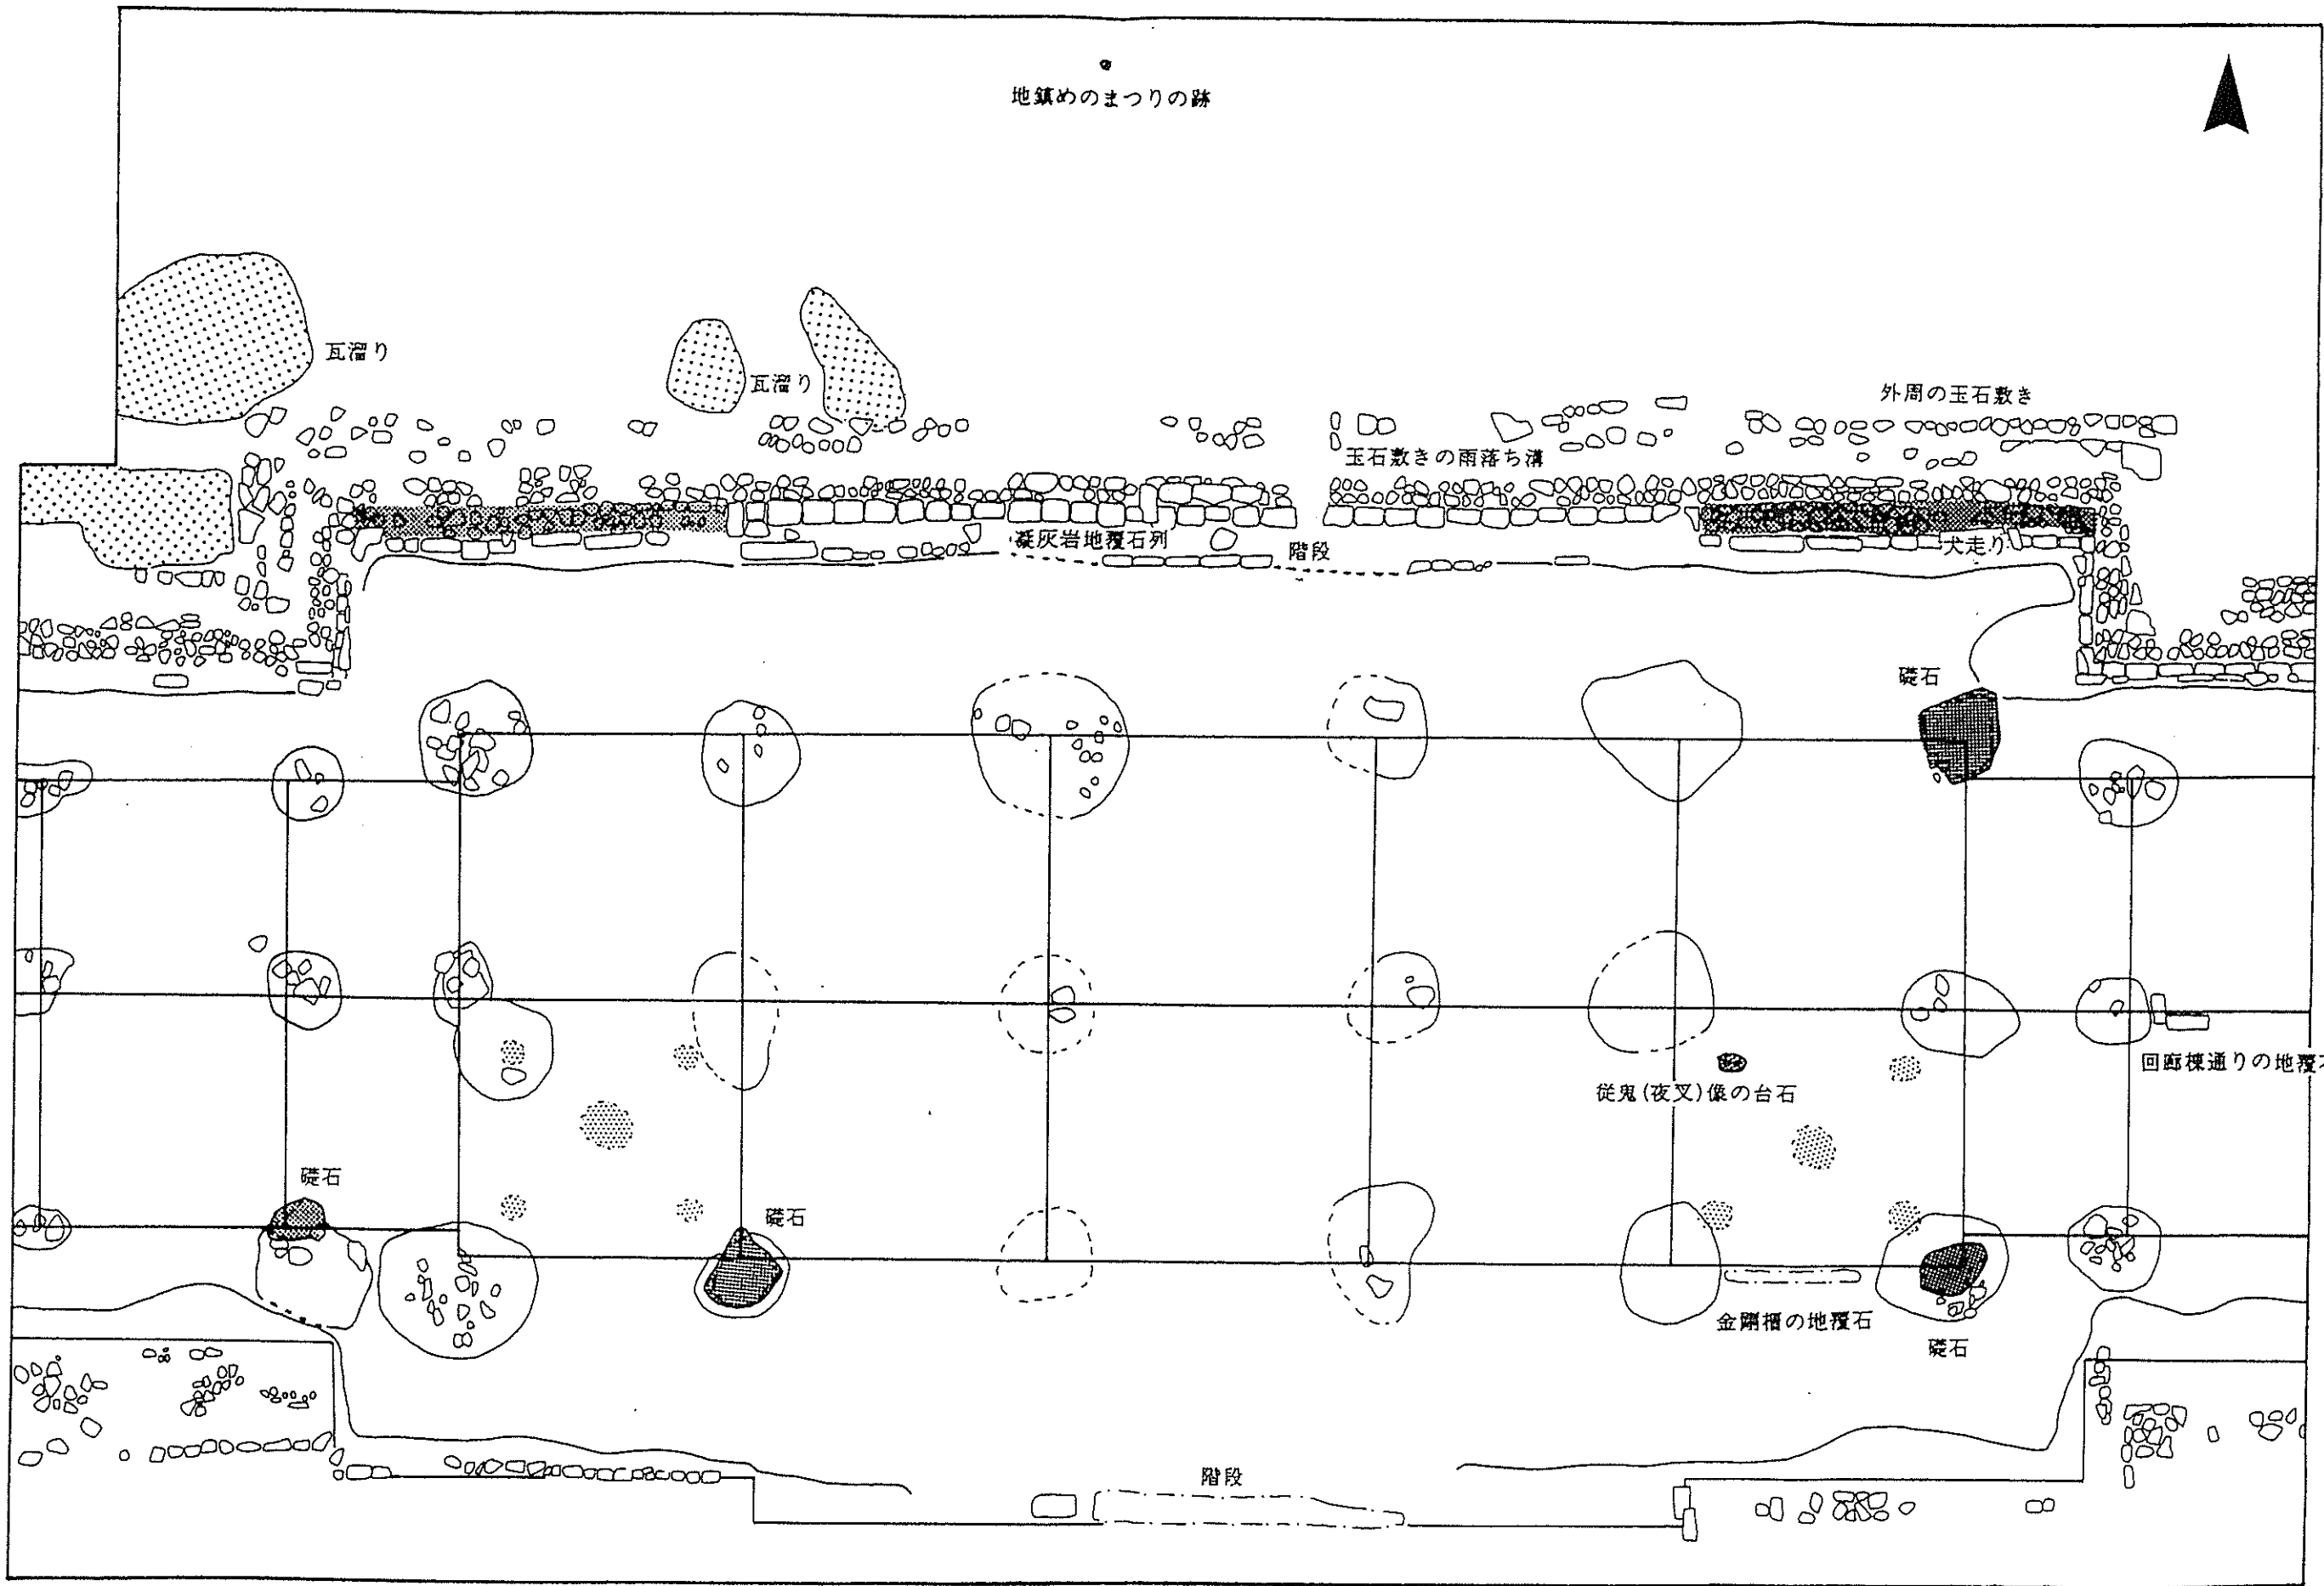 地鎮めのまつりの跡
瓦溜り
瓦溜り
外周の玉石敷き
玉石敷きの雨落ち溝
凝灰岩地覆石列
階段
犬走り
礎石
従鬼(夜叉)像の台石
回廊棟通りの地覆石
礎石
礎石
金剛柵の地覆石
礎石
階段